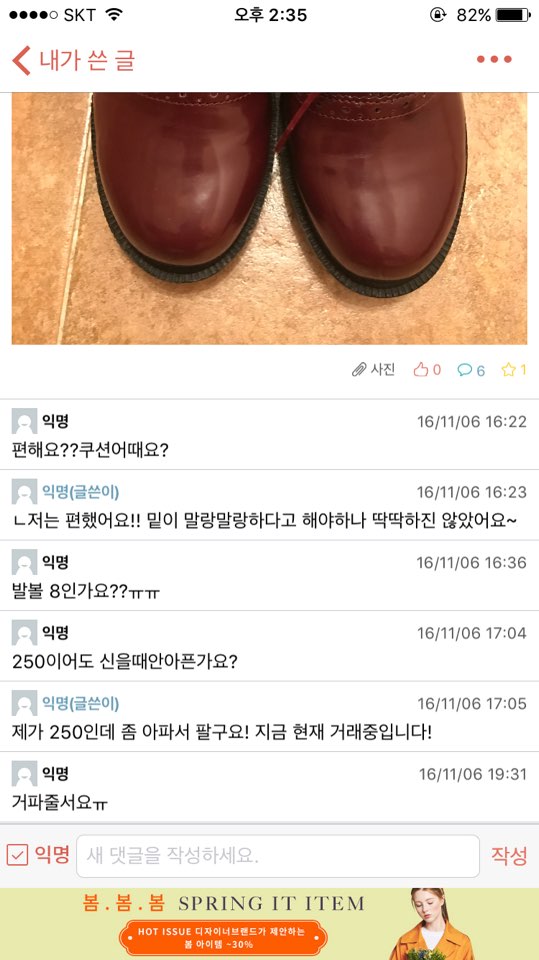 SKT 오후 2:35 82%
내가 쓴 글
사진 0 6 1
익명 16/11/06 16:22
편해요??쿠션어때요?
익명(글쓴이) 16/11/06 16:23
ㄴ저는 편했어요!! 밑이 말랑말랑하다고 해야하나 딱딱하진 않았어요~
익명 16/11/06 16:36
발볼 8인가요??ㅠㅠ
익명 16/11/06 17:04
250이어도 신을때안아픈가요?
익명(글쓴이) 16/11/06 17:05
제가 250인데 좀 아파서 팔구요! 지금 현재 거래중입니다!
익명 16/11/06 19:31
거파줄서요ㅠ
익명 새 댓글을 작성하세요. 작성
봄.봄.봄 SPRING IT ITEM
HOT ISSUE 디자이너브랜드가 제안하는
봄 아이템 ~30%